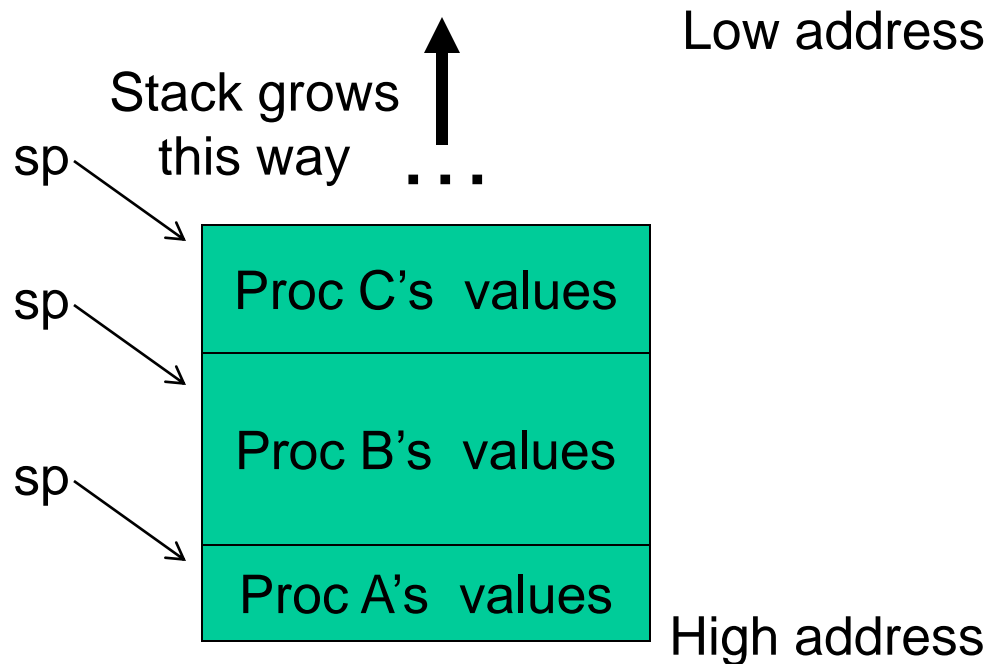 Low address
Stack grows
this way
...
sp
Proc C's values
sp
Proc B's values
sp
Proc A's values
High address